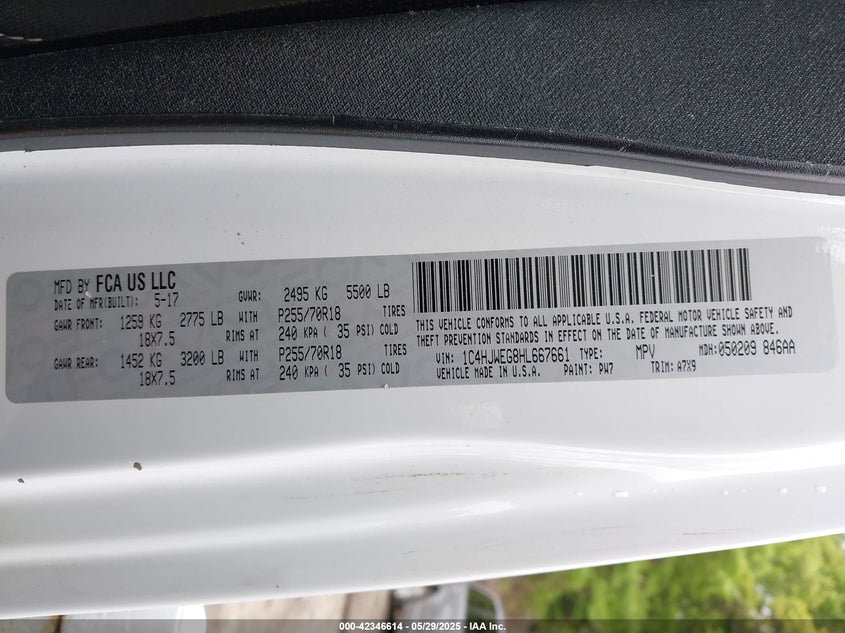 MFD BY FCA US LLC
DATE OF MFR(BUILT): 5-17 GVWR: 2495 KG 5500 LB
GAWR FRONT: 1259 KG 2775 LB WITH P255/70R18 TIRES
18X7.5 RIMS AT 240 KPA ( 35 PSI) COLD
GAWR REAR: 1452 KG 3200 LB WITH P255/70R18 TIRES
18X7.5 RIMS AT 240 KPA ( 35 PSI) COLD
THIS VEHICLE CONFORMS TO ALL APPLICABLE U.S.A. FEDERAL MOTOR VEHICLE SAFETY AND
THEFT PREVENTION STANDARDS IN EFFECT ON THE DATE OF MANUFACTURE SHOWN ABOVE.
VIN: 1C4HJWEG8HL667661 TYPE: MPV MDH:050209 846AA
VEHICLE MADE IN U.S.A. PAINT: PW7 TRIM: A7X9
000-42346614 - 05/29/2025 - IAA Inc.